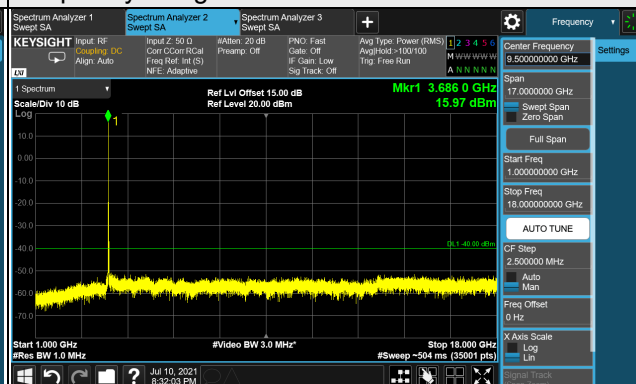 Spectrum Analyzer 1
Swept SA
Spectrum Analyzer 2
Swept SA
Spectrum Analyzer 3
Swept SA
Frequency
KEYSIGHT
LXI
Input: RF
Coupling: DC
Align: Auto
Input Z: 50 Ω
Corr CCorr RCal
Freq Ref: Int (S)
NFE: Adaptive
#Atten: 20 dB
Preamp: Off
PNO: Fast
Gate: Off
IF Gain: Low
Sig Track: Off
Avg Type: Power (RMS)
Avg|Hold:>100/100
Trig: Free Run
1 2 3 4 5 6
M W W W W W
A N N N N N
1 Spectrum
Scale/Div 10 dB
Log
Ref Lvl Offset 15.00 dB
Ref Level 20.00 dBm
Mkr1 3.686 0 GHz
15.97 dBm
1
10.0
0.00
-10.0
-20.0
-30.0
-40.0
-50.0
-60.0
-70.0
DL1 -40.00 dBm
Start 1.000 GHz
#Res BW 1.0 MHz
#Video BW 3.0 MHz*
Stop 18.000 GHz
#Sweep ~504 ms (35001 pts)
Jul 10, 2021
8:32:03 PM
Center Frequency
9.500000000 GHz
Span
17.0000000 GHz
Swept Span
Zero Span
Full Span
Start Freq
1.000000000 GHz
Stop Freq
18.000000000 GHz
AUTO TUNE
CF Step
2.500000 MHz
Auto
Man
Freq Offset
0 Hz
X Axis Scale
Log
Lin
Signal Track
Settings